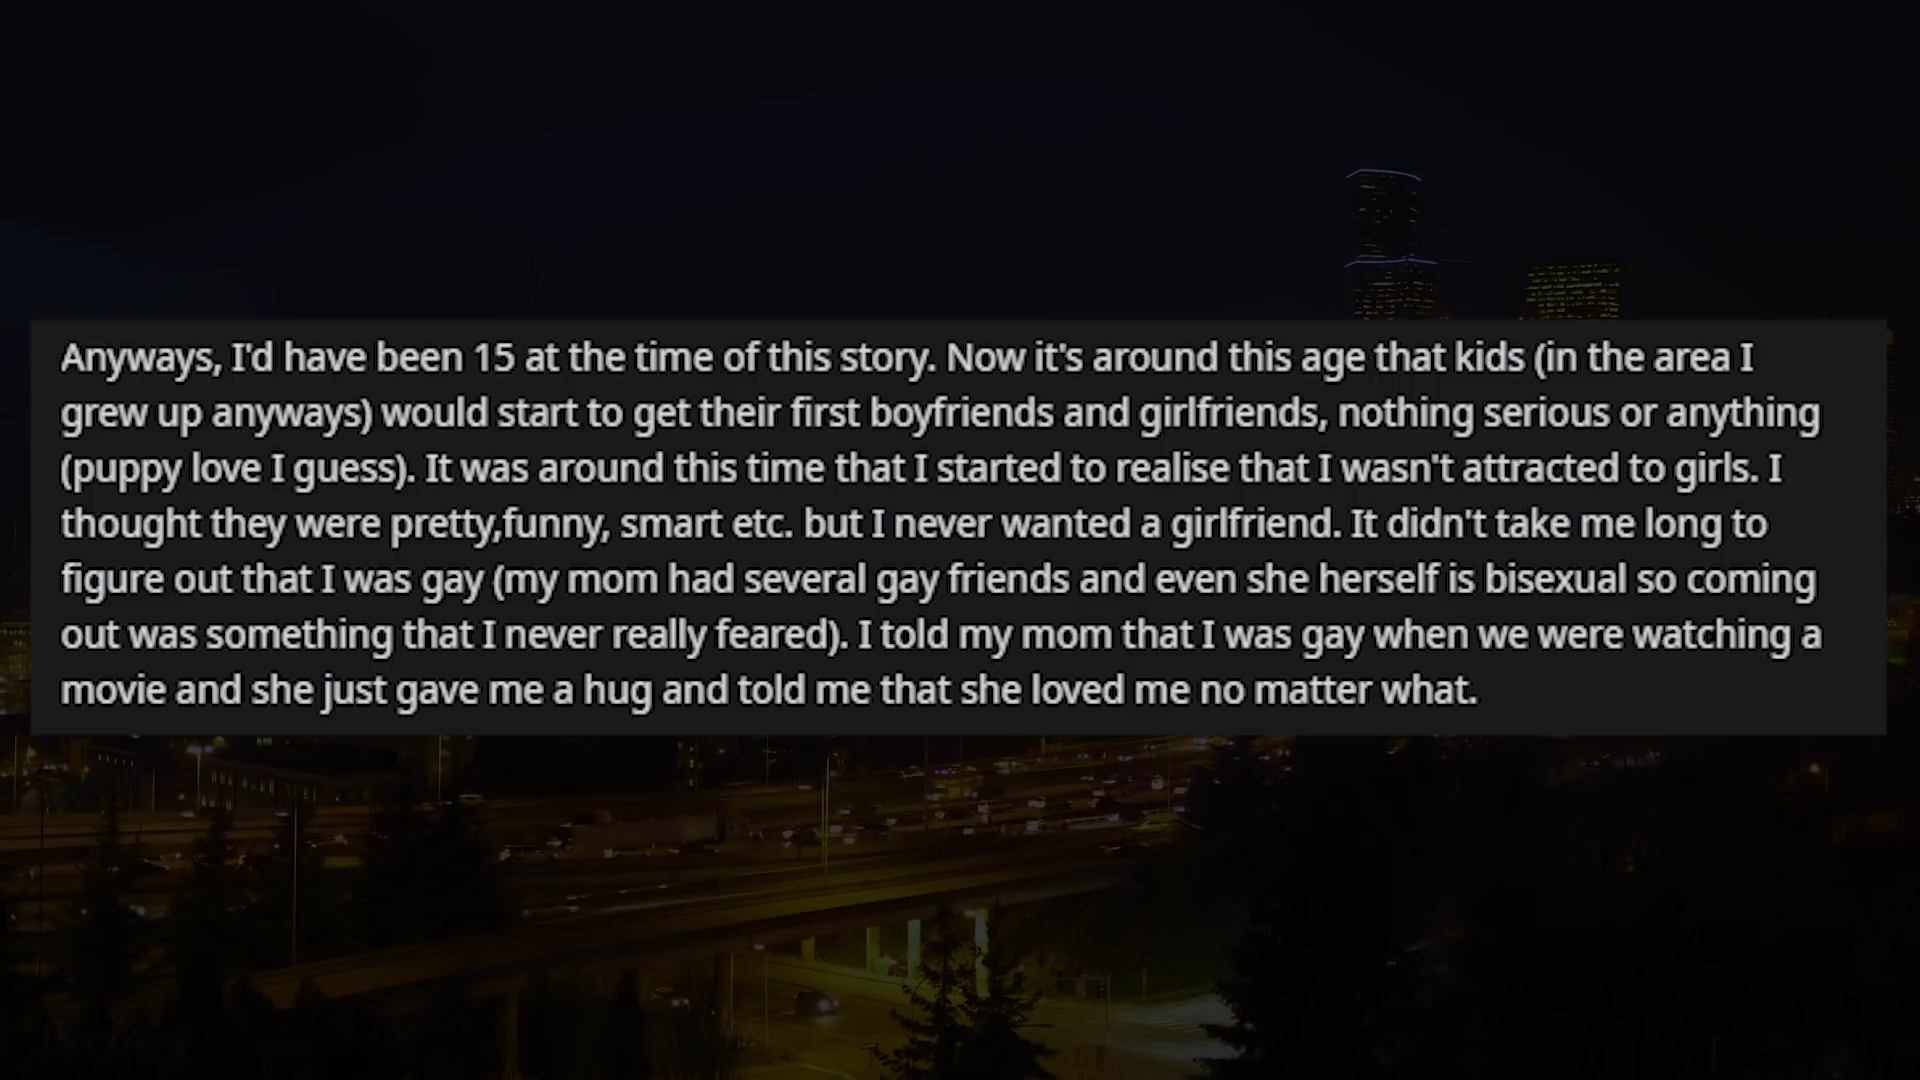 Anyways, I'd have been 15 at the time of this story. Now it's around this age that kids (in the area I
grew up anyways) would start to get their first boyfriends and girlfriends, nothing serious or anything
(puppy love I guess). It was around this time that I started to realise that I wasn't attracted to girls. I
thought they were pretty,funny, smart etc. but I never wanted a girlfriend. It didn't take me long to
figure out that I was gay (my mom had several gay friends and even she herself is bisexual so coming
out was something that I never really feared). I told my mom that I was gay when we were watching a
movie and she just gave me a hug and told me that she loved me no matter what.